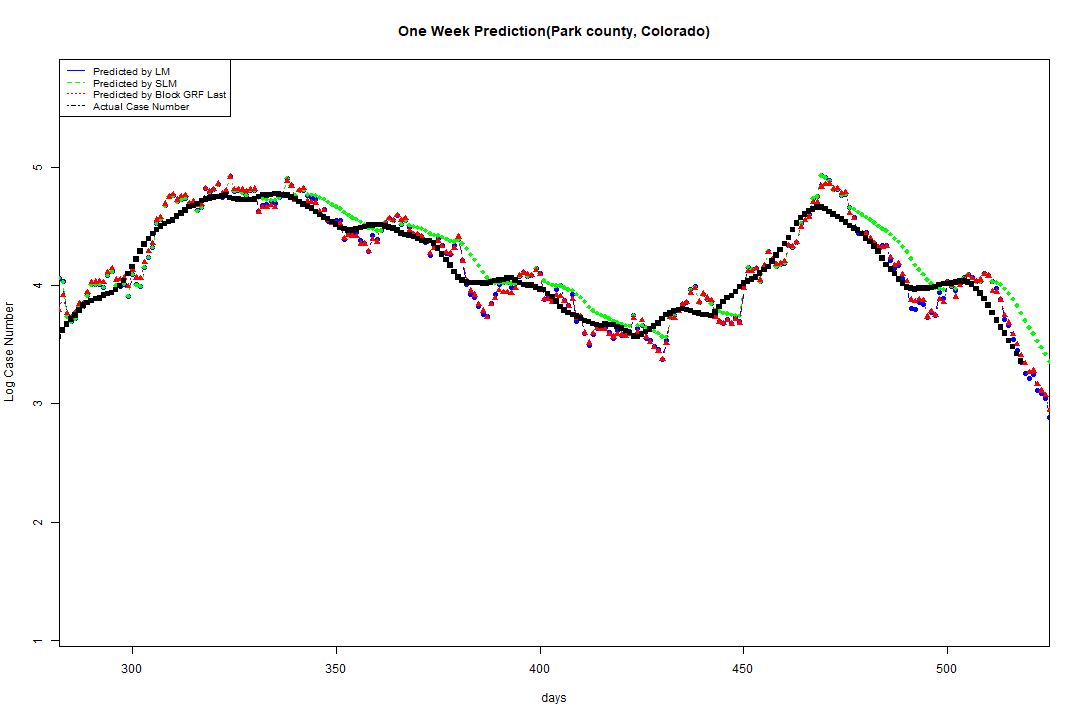 One Week Prediction(Park county, Colorado)
Predicted by LM
Predicted by SLM
Predicted by Block GRF Last
Actual Case Number
5
4
3
2
1
Log Case Number
300 350 400 450 500
days